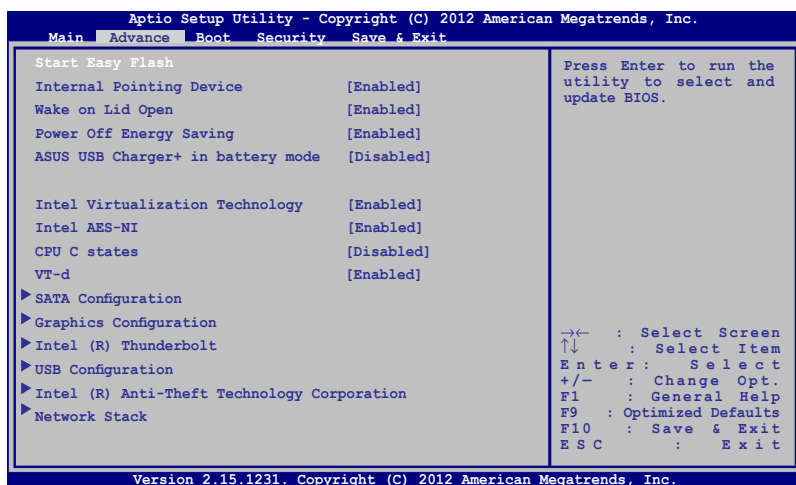 Aptio Setup Utility - Copyright (C) 2012 American Megatrends, Inc.
Main Advance Boot Security Save & Exit
Start Easy Flash
Internal Pointing Device [Enabled]
Wake on Lid Open [Enabled]
Power Off Energy Saving [Enabled]
ASUS USB Charger+ in battery mode [Disabled]
Intel Virtualization Technology [Enabled]
Intel AES-NI [Enabled]
CPU C states [Disabled]
VT-d [Enabled]
SATA Configuration
Graphics Configuration
Intel (R) Thunderbolt
USB Configuration
Intel (R) Anti-Theft Technology Corporation
Network Stack
Press Enter to run the
utility to select and
update BIOS.
→← : Select Screen
↑↓ : Select Item
Enter: Select
+/— : Change Opt.
F1 : General Help
F9 : Optimized Defaults
F10 : Save & Exit
ESC : Exit
Version 2.15.1231. Copyright (C) 2012 American Megatrends, Inc.